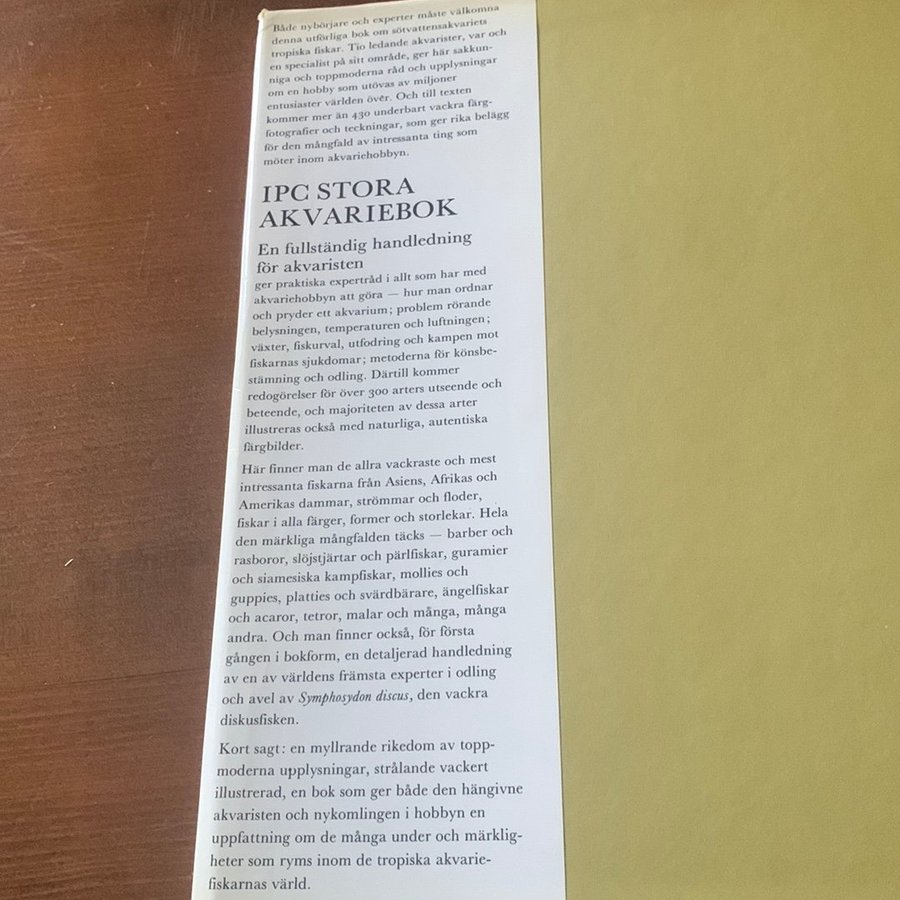 Både nybörjare och experter måste välkomna
denna utförliga bok om sötvattensakvariets
tropiska fiskar. Tio ledande akvarister, var och
en specialist på sitt område, ger här sakkun-
niga och toppmoderna råd och upplysningar
om en hobby som utövas av miljoner
entusiaster världen över. Och till texten
kommer mer än 430 underbart vackra färg-
fotografier och teckningar, som ger rika belägg
för den mångfald av intressanta ting som
möter inom akvariehobbyn.
IPC STORA
AKVARIEBOK
En fullständig handledning
för akvaristen
ger praktiska expertråd i allt som har med
akvariehobbyn att göra — hur man ordnar
och pryder ett akvarium; problem rörande
belysningen, temperaturen och luftningen;
växter, fiskurval, utfodring och kampen mot
fiskarnas sjukdomar; metoderna för könsbe-
stämning och odling. Därtill kommer
redogörelser för över 300 arters utseende och
beteende, och majoriteten av dessa arter
illustreras också med naturliga, autentiska
färgbilder.
Här finner man de allra vackraste och mest
intressanta fiskarna från Asiens, Afrikas och
Amerikas dammar, strömmar och floder,
fiskar i alla färger, former och storlekar. Hela
den märkliga mångfalden täcks — barber och
rasboror, slöjstjärtar och pärlfiskar, guramier
och siamesiska kampfiskar, mollies och
guppies, platties och svärdbärare, ängelfiskar
och acaror, tetror, malar och många, många
andra. Och man finner också, för första
gången i bokform, en detaljerad handledning
av en av världens främsta experter i odling
och avel av Symphosydon discus, den vackra
diskusfisken.
Kort sagt: en myllrande rikedom av topp-
moderna upplysningar, strålande vackert
illustrerad, en bok som ger både den hängivne
akvaristen och nykomlingen i hobbyn en
uppfattning om de många under och märklig-
heter som ryms inom de tropiska akvarie-
fiskarnas värld.